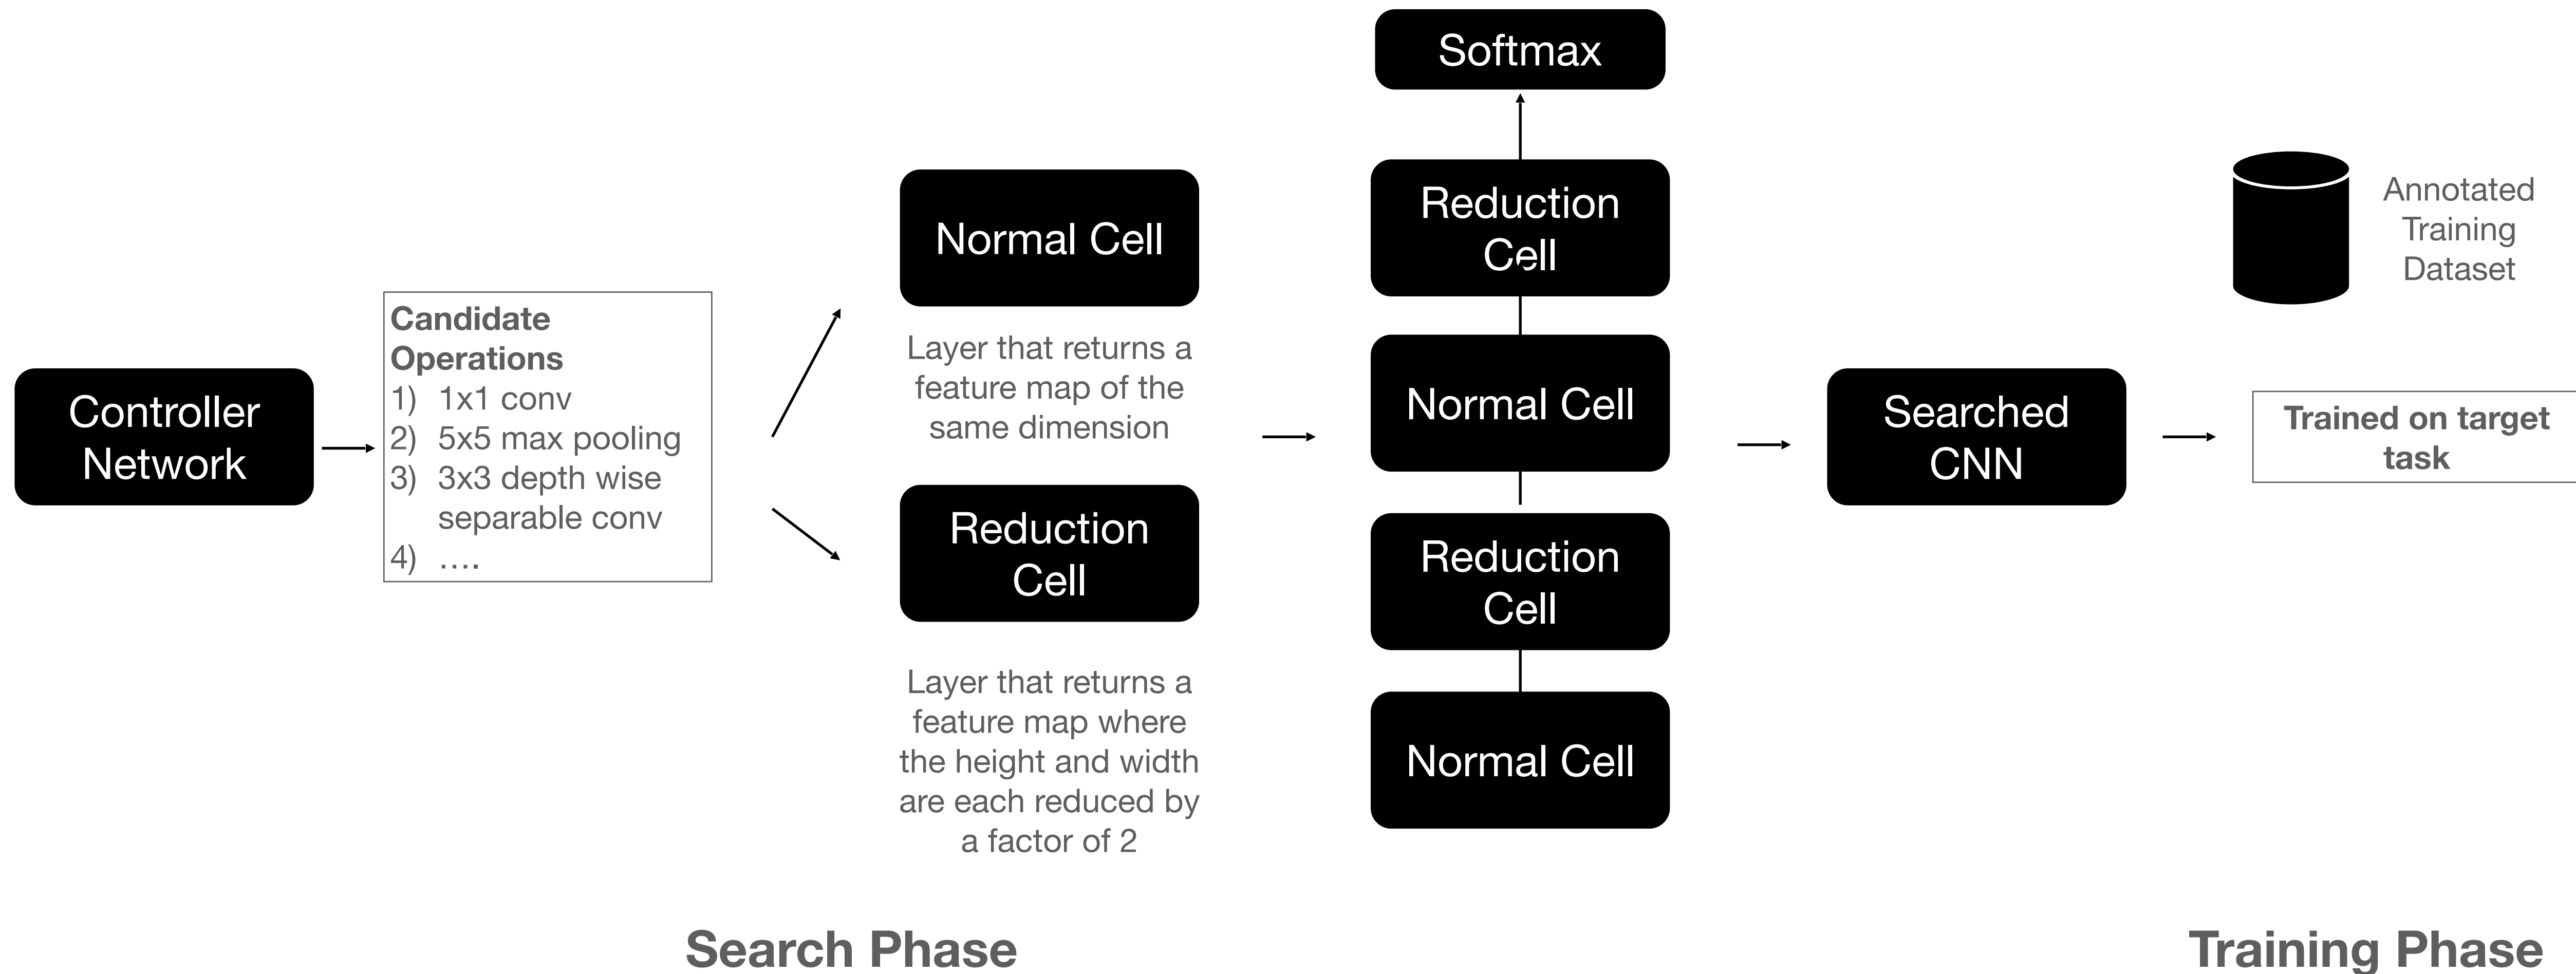 Controller
Network
Candidate
Operations
1) 1x1 conv
2) 5x5 max pooling
3) 3x3 depth wise
separable conv
4) ....
Normal Cell
Layer that returns a
feature map of the
same dimension
Reduction
Cell
Layer that returns a
feature map where
the height and width
are each reduced by
a factor of 2
Softmax
Reduction
Cell
Normal Cell
Reduction
Cell
Normal Cell
Searched
CNN
Annotated
Training
Dataset
Trained on target
task
Search Phase
Training Phase